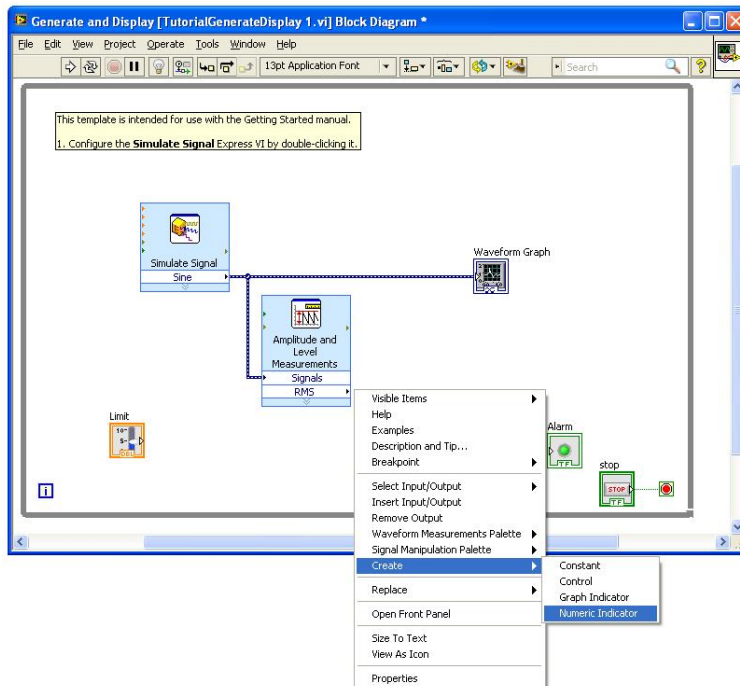 Generate and Display [TutorialGenerateDisplay 1.vi] Block Diagram *
File Edit View Project Operate Tools Window Help
13pt Application Font
Search
This template is intended for use with the Getting Started manual.
1. Configure the Simulate Signal Express VI by double-clicking it.
Simulate Signal
Sine
Waveform Graph
Amplitude and
Level
Measurements
Signals
RMS
Limit
Alarm
TF
stop
STOP
TF
i
Visible Items
Help
Examples
Description and Tip...
Breakpoint
Select Input/Output
Insert Input/Output
Remove Output
Waveform Measurements Palette
Signal Manipulation Palette
Create
Replace
Open Front Panel
Size To Text
View As Icon
Properties
Constant
Control
Graph Indicator
Numeric Indicator